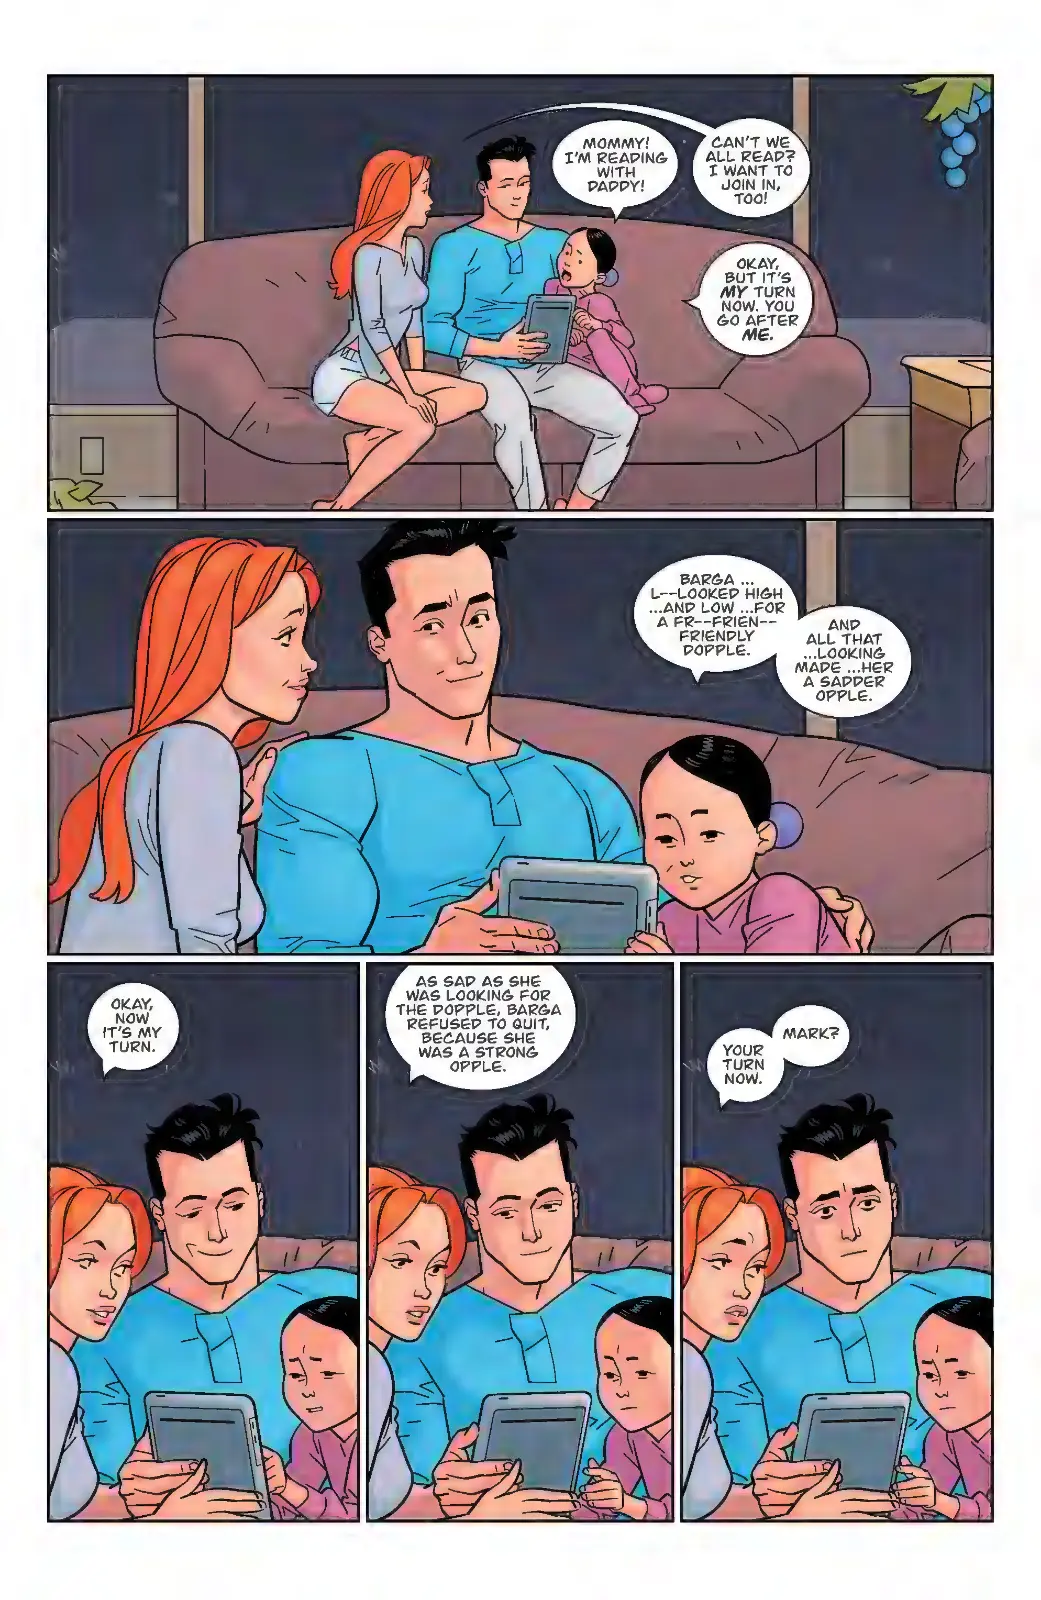 MOMMY!
I'M READING
WITH
DADDY!
CAN'T WE
ALL READ?
I WANT TO
JOIN IN,
TOO!
OKAY,
BUT IT'S
MY TURN
NOW. YOU
GO AFTER
ME.
BARGA ...
L--LOOKED HIGH
...AND LOW ...FOR
A FR--FRIEN--
FRIENDLY
DOPPLE.
AND
ALL THAT
...LOOKING
MADE ...HER
A SADDER
OPPLE.
OKAY,
NOW
IT'S MY
TURN.
AS SAD AS SHE
WAS LOOKING FOR
THE DOPPLE, BARGA
REFUSED TO QUIT,
BECAUSE SHE
WAS A STRONG
OPPLE.
MARK?
YOUR
TURN
NOW.